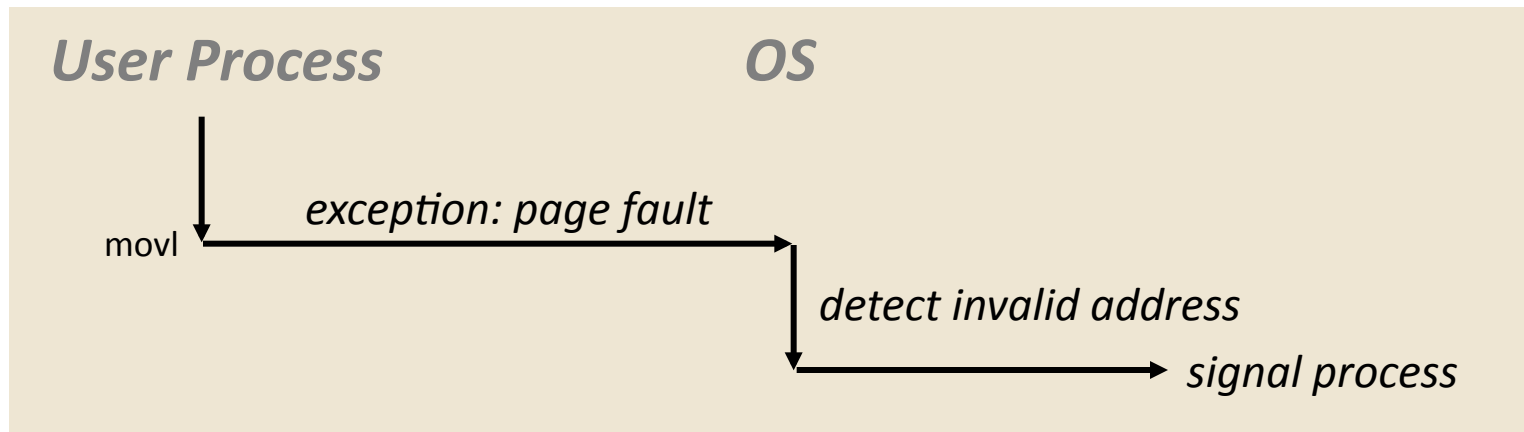 User Process OS
exception: page fault
movl
detect invalid address
signal process